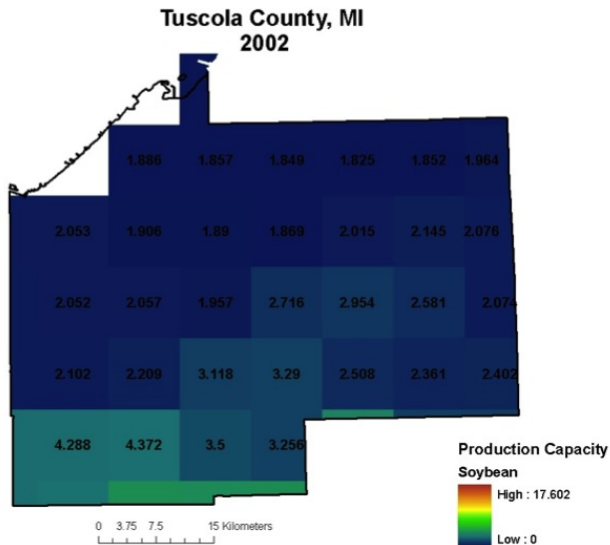 Tuscola County, MI
2002
1.886 1.857 1.849 1.825 1.852 1.964
2.053 1.906 1.89 1.869 2.015 2.145 2.076
2.052 2.057 1.957 2.716 2.954 2.581 2.074
2.102 2.209 3.118 3.29 2.508 2.361 2.402
4.288 4.372 3.5 3.256
Production Capacity
Soybean
High : 17.602
Low : 0
0 3.75 7.5 15 Kilometers